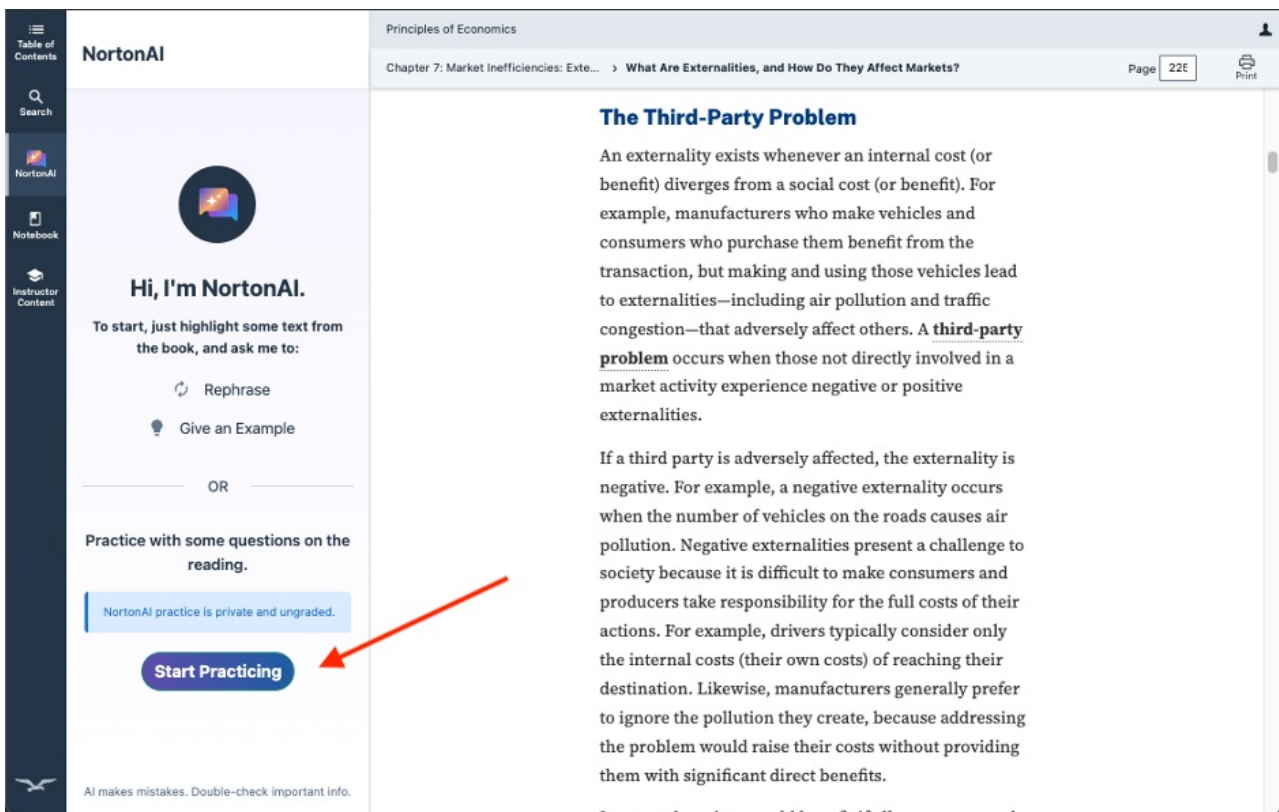 Table of
Contents
Search
NortonAI
Notebook
Instructor
Content
NortonAI
Hi, I'm NortonAI.
To start, just highlight some text from
the book, and ask me to:
Rephrase
Give an Example
OR
Practice with some questions on the
reading.
NortonAI practice is private and ungraded.
Start Practicing
AI makes mistakes. Double-check important info.
Principles of Economics
Chapter 7: Market Inefficiencies: Exte... > What Are Externalities, and How Do They Affect Markets?
Page
Print
The Third-Party Problem
An externality exists whenever an internal cost (or
benefit) diverges from a social cost (or benefit). For
example, manufacturers who make vehicles and
consumers who purchase them benefit from the
transaction, but making and using those vehicles lead
to externalities—including air pollution and traffic
congestion—that adversely affect others. A third-party
problem occurs when those not directly involved in a
market activity experience negative or positive
externalities.
If a third party is adversely affected, the externality is
negative. For example, a negative externality occurs
when the number of vehicles on the roads causes air
pollution. Negative externalities present a challenge to
society because it is difficult to make consumers and
producers take responsibility for the full costs of their
actions. For example, drivers typically consider only
the internal costs (their own costs) of reaching their
destination. Likewise, manufacturers generally prefer
to ignore the pollution they create, because addressing
the problem would raise their costs without providing
them with significant direct benefits.